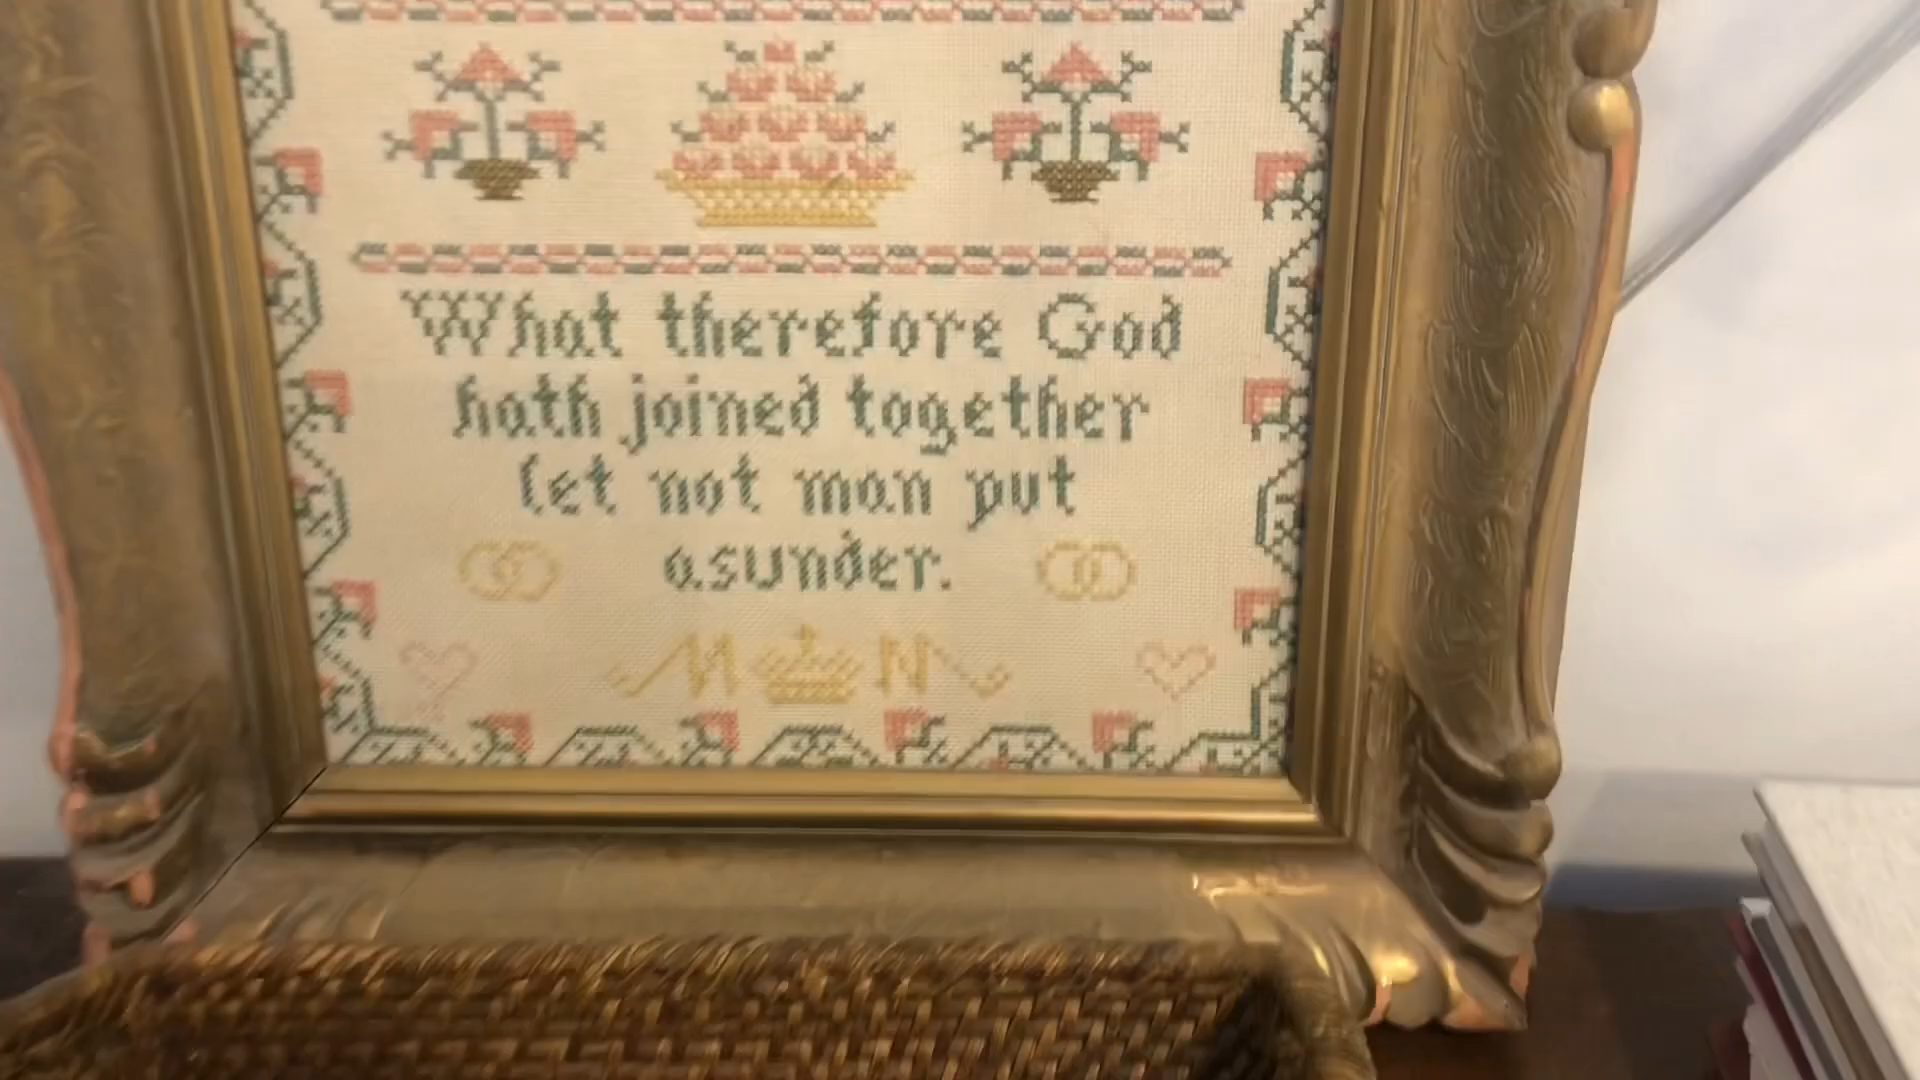 What therefore God
hath joined together
let not man put
asunder.
M N